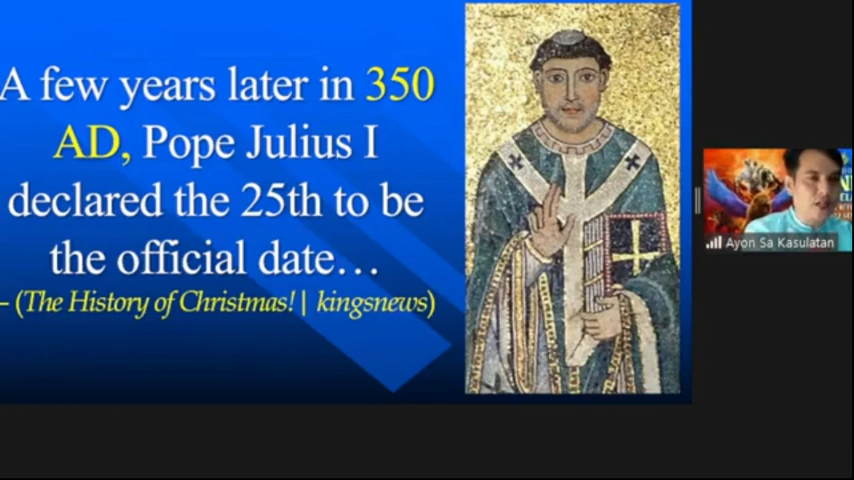 A few years later in 350
AD, Pope Julius I
declared the 25th to be
the official date…
– (The History of Christmas!| kingsnews)
Ayon Sa Kasulatan